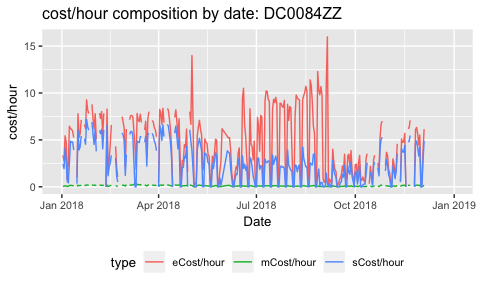 cost/hour composition by date: DC0084ZZ
15
10
5
0
cost/hour
Jan 2018
Apr 2018
Jul 2018
Oct 2018
Jan 2019
Date
type
eCost/hour
mCost/hour
sCost/hour